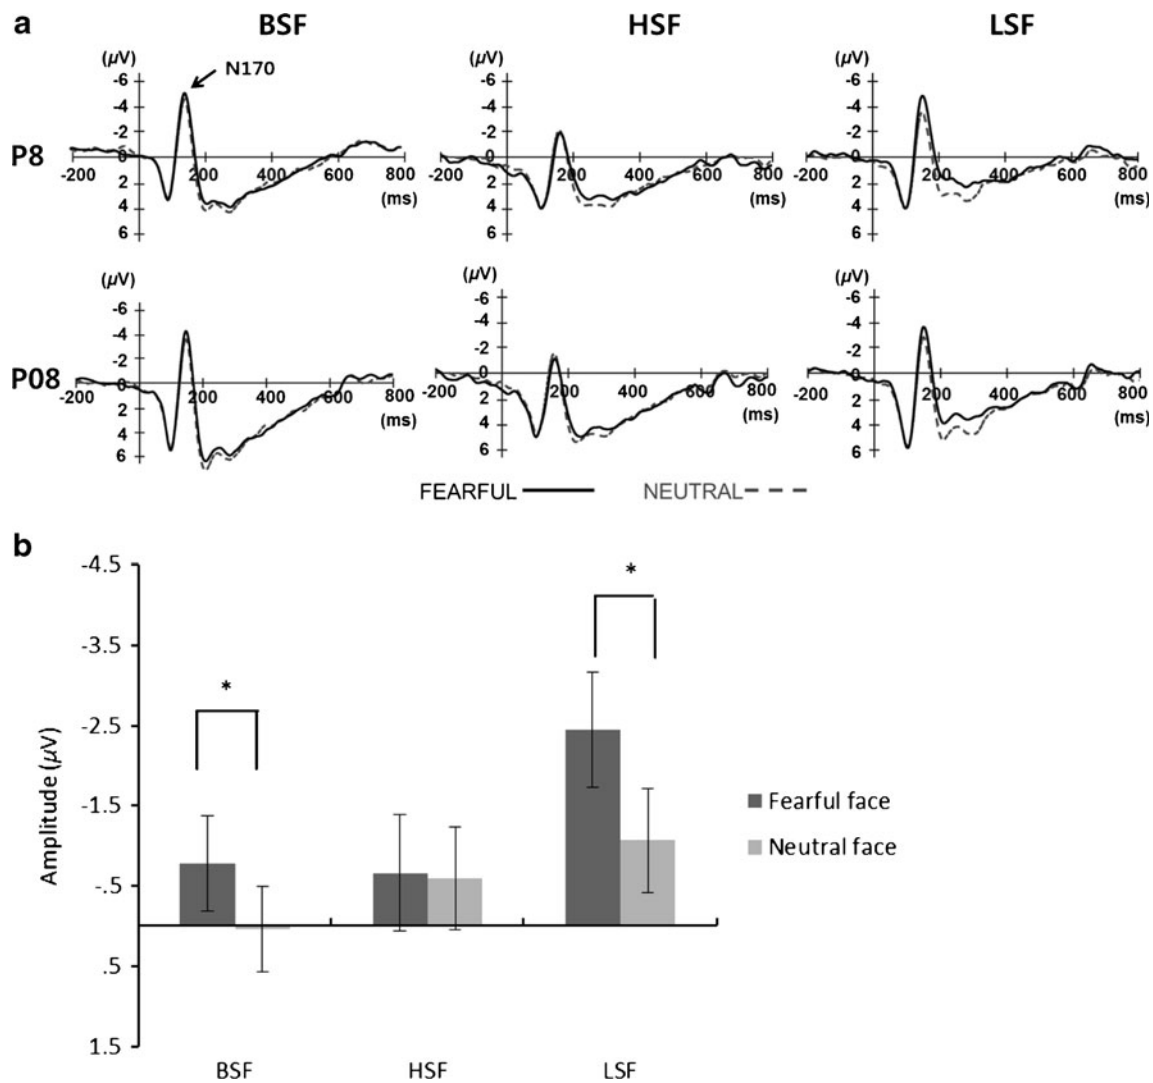 a BSF HSF LSF
(µV) (µV) (µV)
-6 -6 -6
N170
-4 -4 -4
-2 -2 -2
P8 0 0 0
-200 200 400 600 800 -200 200 400 600 800 -200 200 400 600 800
2 2 2
(ms) (ms) (ms)
4 4 4
6 6 6
(µV) (µV) (µV)
-6 -6 -6
-4 -4 -4
-2 -2 -2
P08 0 0 0
-200 200 400 600 800 -200 200 400 600 800 -200 200 400 600 800
2 2 2
(ms) (ms) (ms)
4 4 4
6 6 6
FEARFUL NEUTRAL
b
-4.5
*
-3.5
*
-2.5
Amplitude (µV)
Fearful face
-1.5
Neutral face
-.5
.5
1.5
BSF HSF LSF